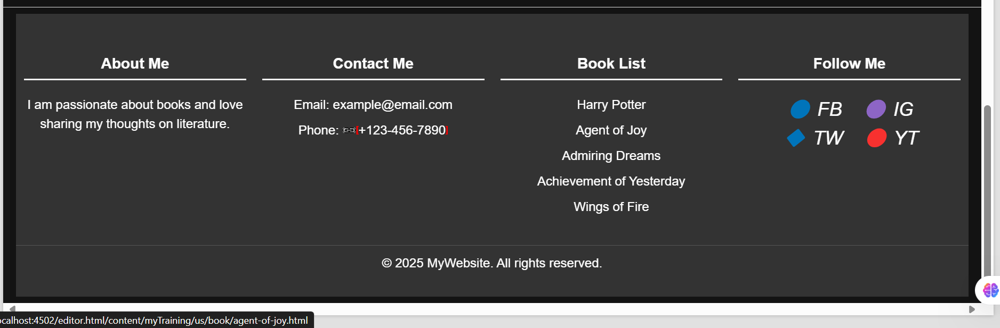 About Me
I am passionate about books and love
sharing my thoughts on literature.
Contact Me
Email: example@email.com
Phone: [+123-456-7890]
Book List
Harry Potter
Agent of Joy
Admiring Dreams
Achievement of Yesterday
Wings of Fire
Follow Me
FB IG
TW YT
© 2025 MyWebsite. All rights reserved.
ocalhost:4502/editor.html/content/myTraining/us/book/agent-of-joy.html